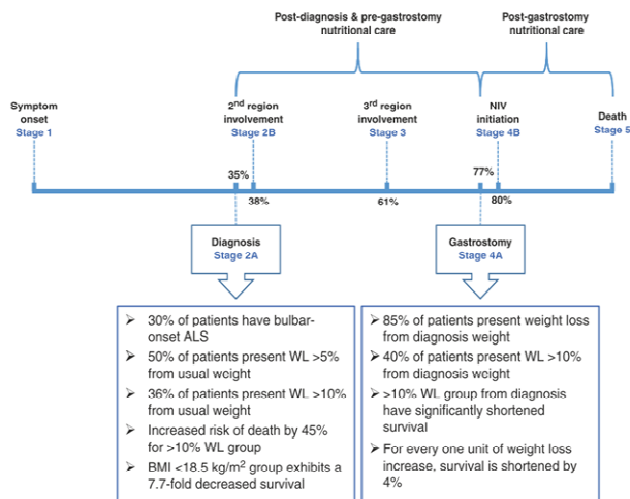 Post-diagnosis & pre-gastrostomy
nutritional care
Post-gastrostomy
nutritional care
Symptom
onset
Stage 1
2nd region
involvement
Stage 2B
3rd region
involvement
Stage 3
NIV
initiation
Stage 4B
Death
Stage 5
35%
77%
38%
61%
80%
Diagnosis
Stage 2A
Gastrostomy
Stage 4A
➢ 30% of patients have bulbar-
onset ALS
➢ 50% of patients present WL >5%
from usual weight
➢ 36% of patients present WL >10%
from usual weight
➢ Increased risk of death by 45%
for >10% WL group
➢ BMI <18.5 kg/m² group exhibits a
7.7-fold decreased survival
➢ 85% of patients present weight loss
from diagnosis weight
➢ 40% of patients present WL >10%
from diagnosis weight
➢ >10% WL group from diagnosis
have significantly shortened
survival
➢ For every one unit of weight loss
increase, survival is shortened by
4%